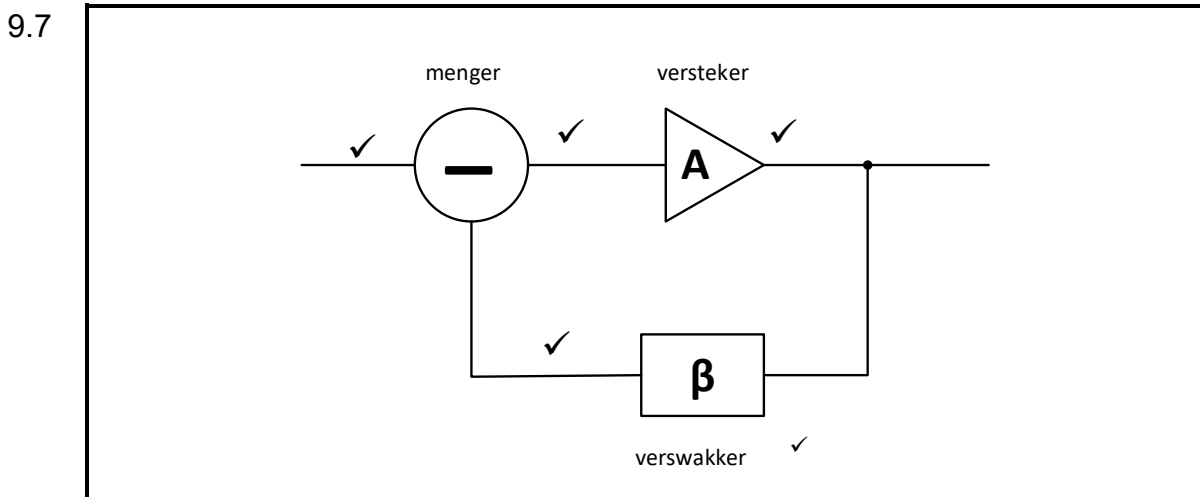 9.7
menger versteker
✓ ✓ ✓
− A
✓
β
verswakker ✓